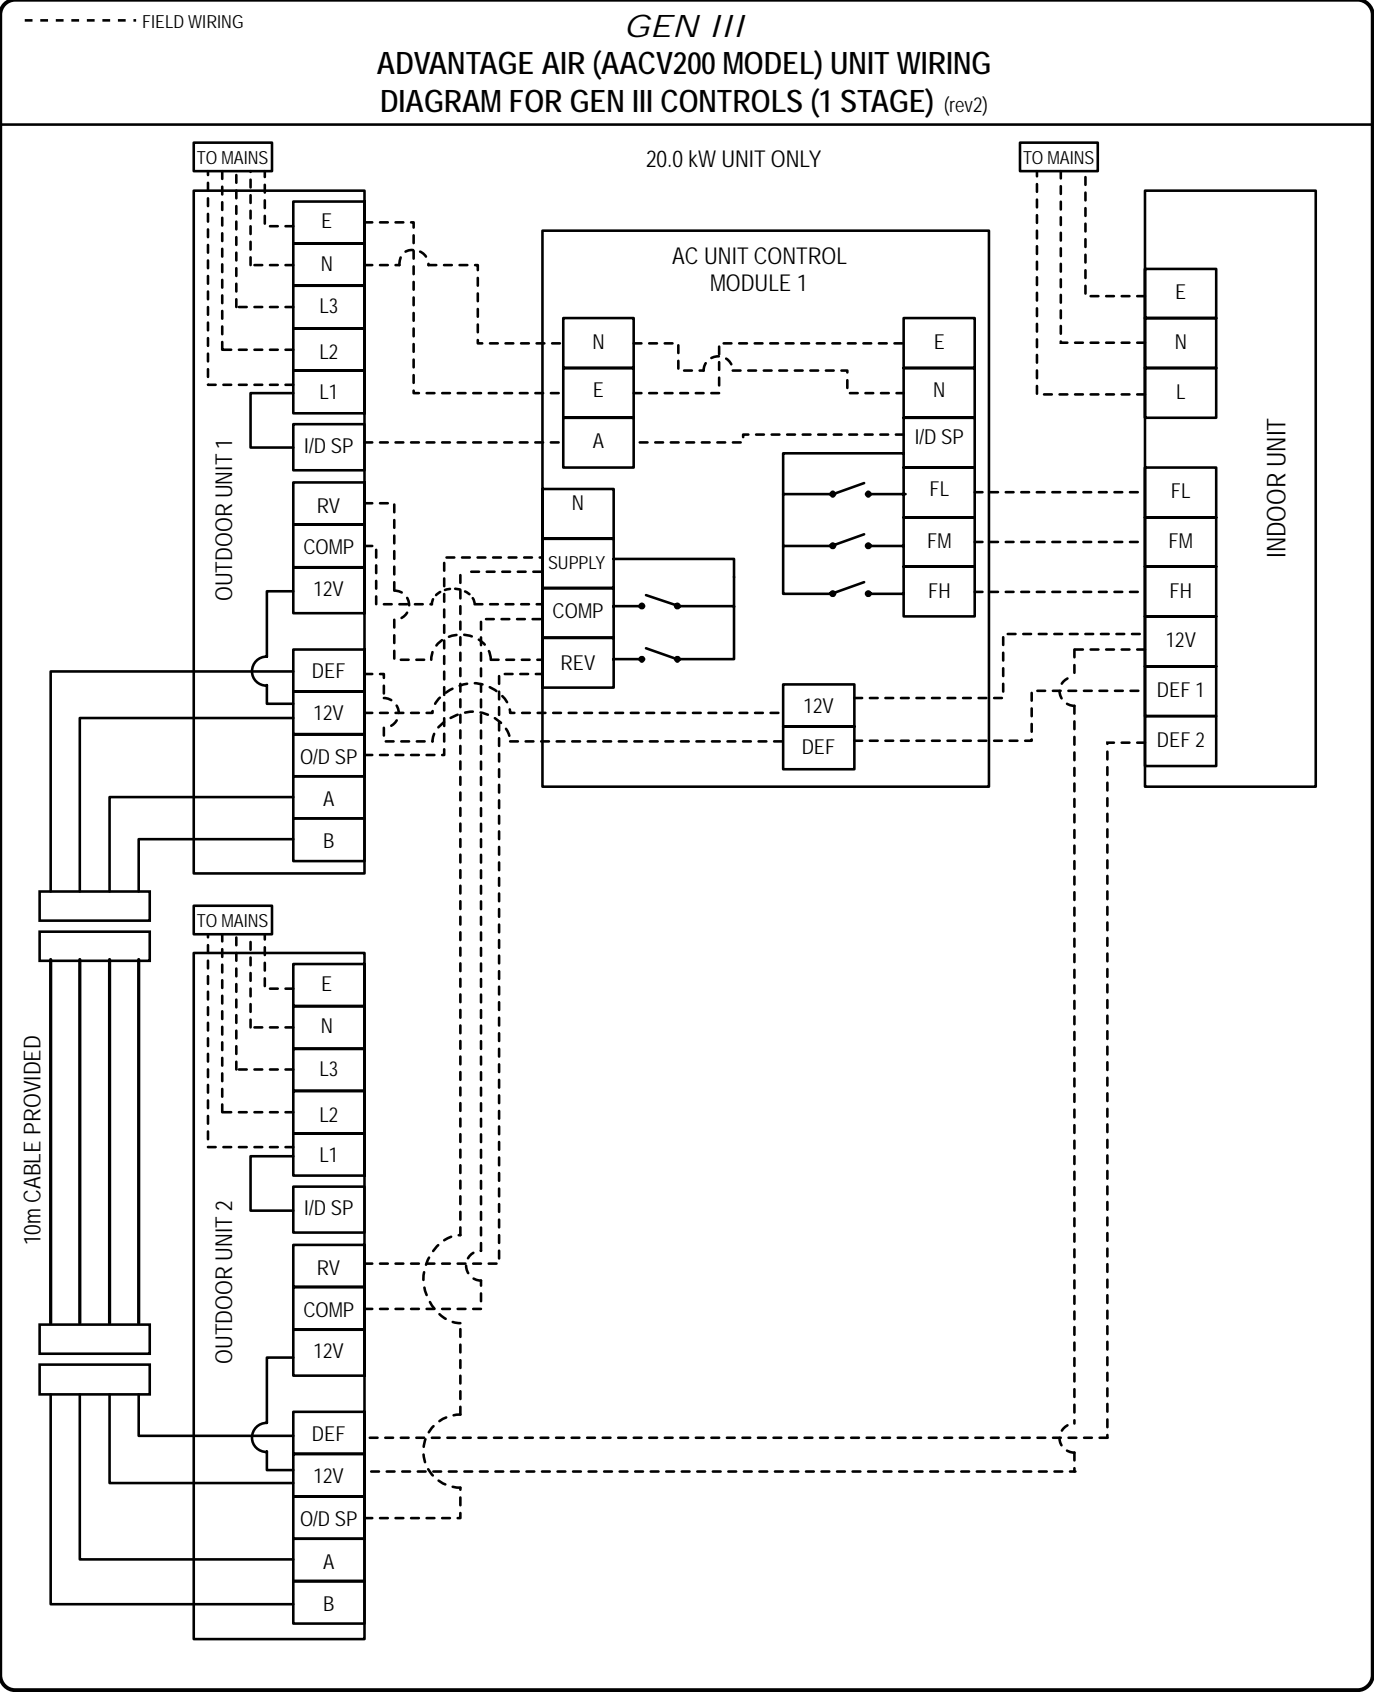 FIELD WIRING
GEN III
ADVANTAGE AIR (AACV200 MODEL) UNIT WIRING
DIAGRAM FOR GEN III CONTROLS (1 STAGE) (rev2)
20.0 kW UNIT ONLY
TO MAINS
E
N
L3
L2
L1
I/D SP
RV
COMP
12V
DEF
12V
O/D SP
A
B
OUTDOOR UNIT 1
AC UNIT CONTROL
MODULE 1
N
E
A
N
SUPPLY
COMP
REV
E
N
I/D SP
FL
FM
FH
12V
DEF
TO MAINS
E
N
L
FL
FM
FH
12V
DEF 1
DEF 2
INDOOR UNIT
10m CABLE PROVIDED
TO MAINS
E
N
L3
L2
L1
I/D SP
RV
COMP
12V
DEF
12V
O/D SP
A
B
OUTDOOR UNIT 2